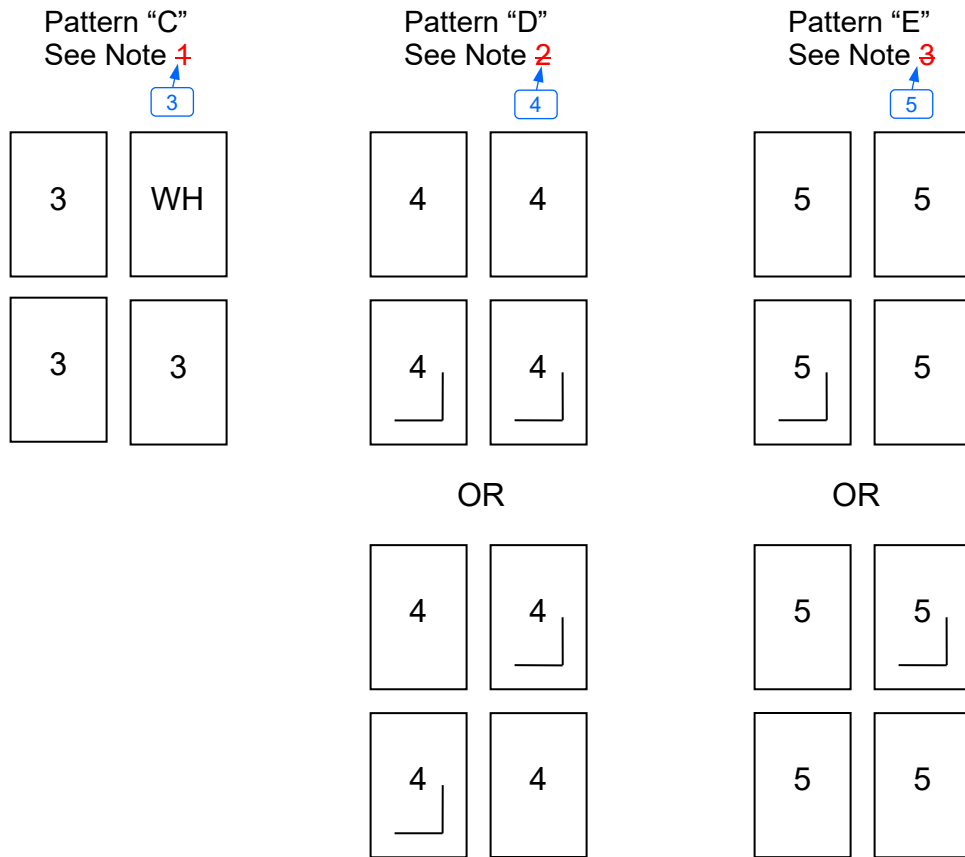 Pattern “C”
See Note 1
3
Pattern “D”
See Note 2
4
Pattern “E”
See Note 3
5
3 WH
3 3
4 4
4 4
OR
4 4
4 4
5 5
5 5
OR
5 5
5 5